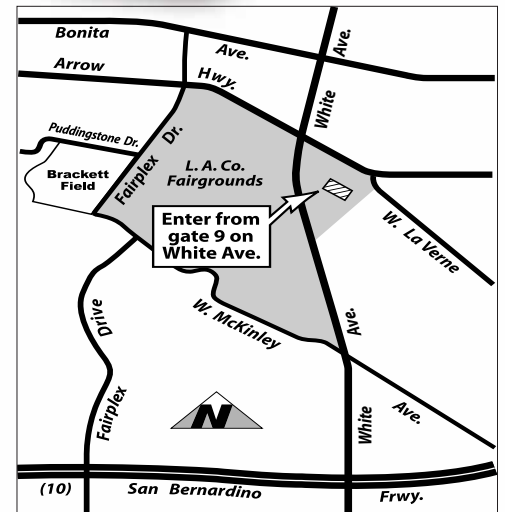 Bonita Ave.
Ave.
Arrow Hwy.
White
Puddingstone Dr.
Fairplex Dr.
L. A. Co.
Fairgrounds
Brackett
Field
Enter from
gate 9 on
White Ave.
W. La Verne
Drive
W. McKinley
Ave.
Fairplex
N
White
Ave.
(10) San Bernardino Frwy.